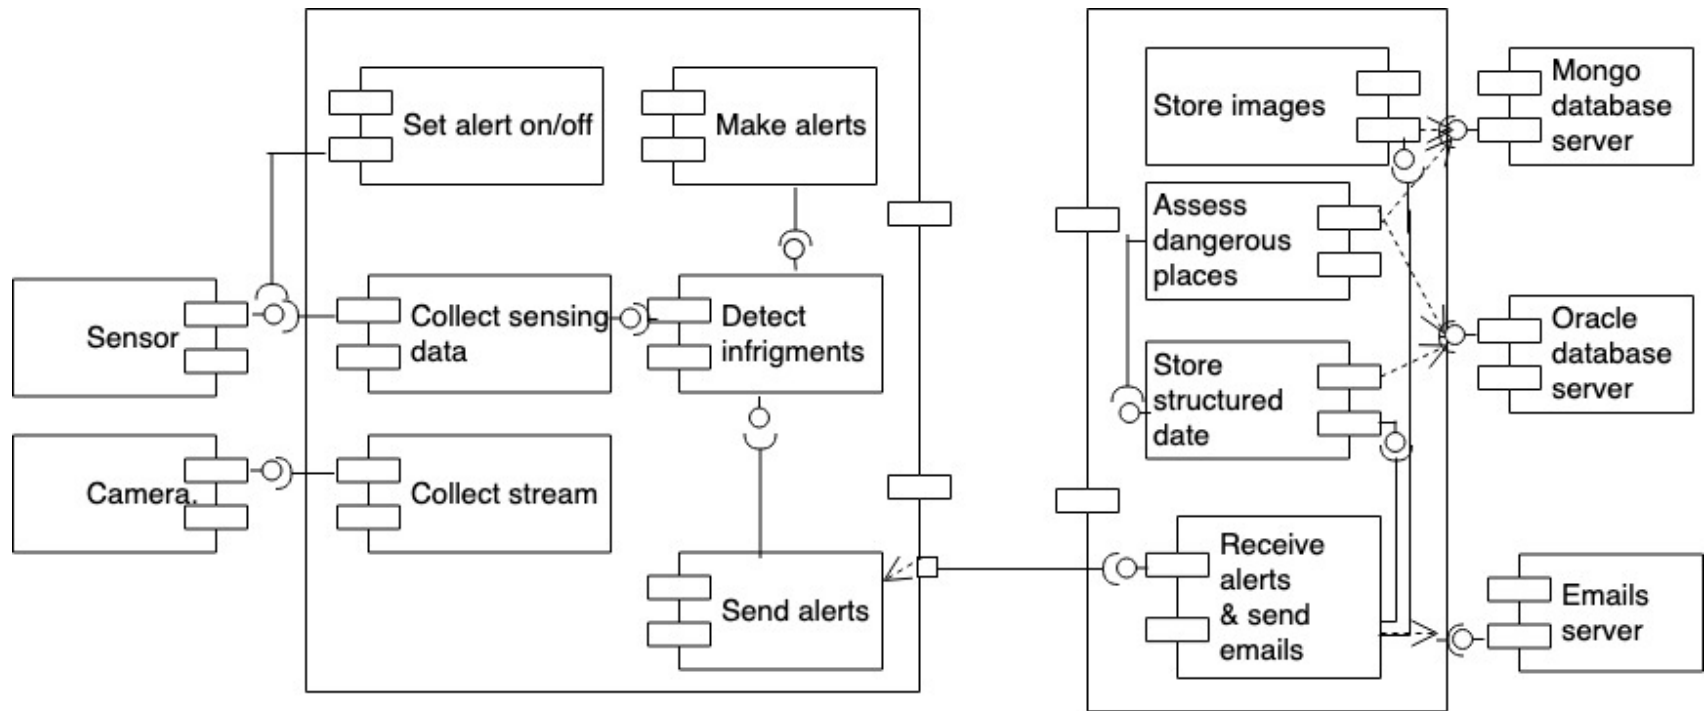 Set alert on/off
Make alerts
Sensor
Collect sensing
data
Detect
infrigments
Camera.
Collect stream
Send alerts
Store images
Assess
dangerous
places
Store
structured
date
Receive
alerts
& send
emails
Mongo
database
server
Oracle
database
server
Emails
server